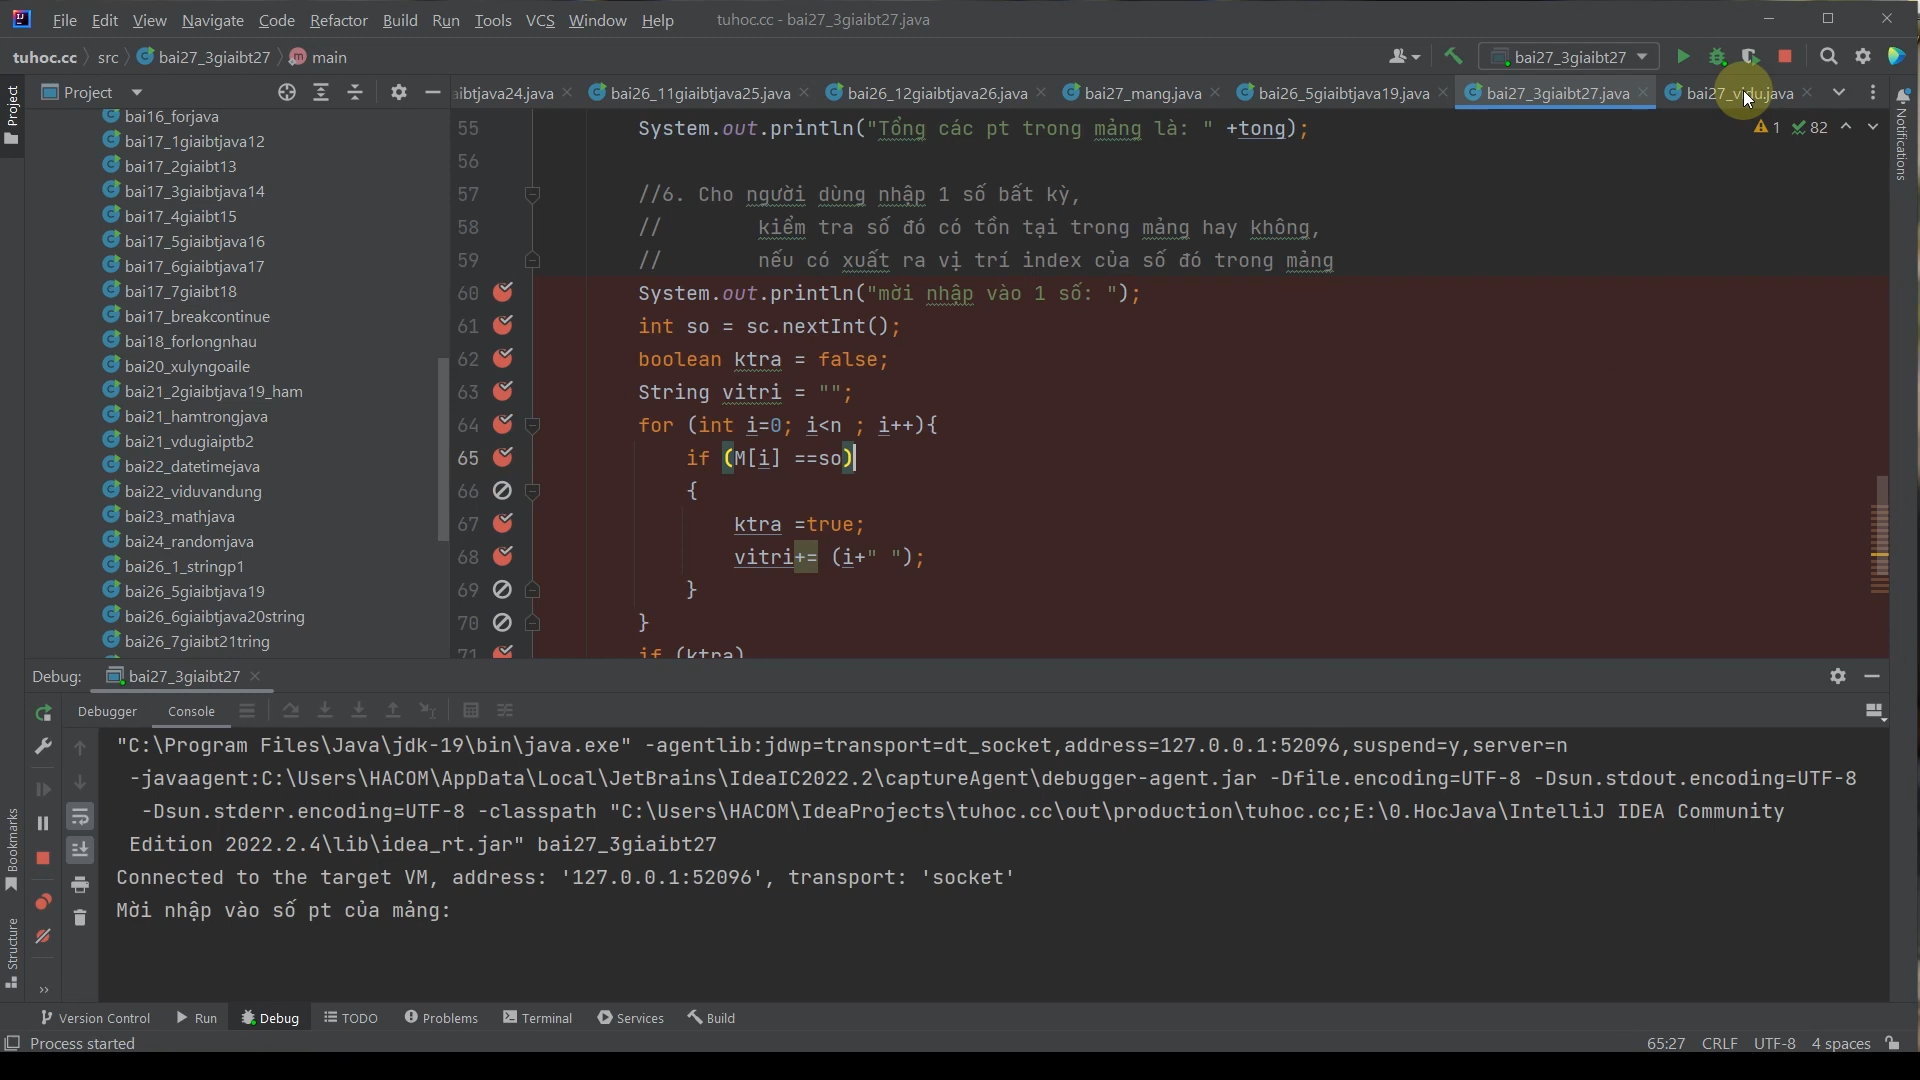 File Edit View Navigate Code Refactor Build Run Tools VCS Window Help tuhoc.cc - bai27_3giaibt27.java
tuhoc.cc src bai27_3giaibt27 main bai27_3giaibt27
Project
Project
aibtjava24.java bai26_11giaibtjava25.java bai26_12giaibtjava26.java bai27_mang.java bai26_5giaibtjava19.java bai27_3giaibt27.java bai27_vidu.java
Notifications
1 82
bai16_forjava
bai17_1giaibtjava12
bai17_2giaibt13
bai17_3giaibtjava14
bai17_4giaibt15
bai17_5giaibtjava16
bai17_6giaibtjava17
bai17_7giaibt18
bai17_breakcontinue
bai18_forlongnhau
bai20_xulyngoaile
bai21_2giaibtjava19_ham
bai21_hamtrongjava
bai21_vdugiaiptb2
bai22_datetimejava
bai22_viduvandung
bai23_mathjava
bai24_randomjava
bai26_1_stringp1
bai26_5giaibtjava19
bai26_6giaibtjava20string
bai26_7giaibt21tring
55 System.out.println("Tổng các pt trong mảng là: " +tong);
56
57 //6. Cho người dùng nhập 1 số bất kỳ,
58 // kiểm tra số đó có tồn tại trong mảng hay không,
59 // nếu có xuất ra vị trí index của số đó trong mảng
60 System.out.println("mời nhập vào 1 số: ");
61 int so = sc.nextInt();
62 boolean ktra = false;
63 String vitri = "";
64 for (int i=0; i<n ; i++){
65 if (M[i] ==so)
66 {
67 ktra =true;
68 vitri+= (i+" ");
69 }
70 }
71 if (ktra)
Debug: bai27_3giaibt27
Debugger Console
"C:\Program Files\Java\jdk-19\bin\java.exe" -agentlib:jdwp=transport=dt_socket,address=127.0.0.1:52096,suspend=y,server=n
-javaagent:C:\Users\HACOM\AppData\Local\JetBrains\IdeaIC2022.2\captureAgent\debugger-agent.jar -Dfile.encoding=UTF-8 -Dsun.stdout.encoding=UTF-8
-Dsun.stderr.encoding=UTF-8 -classpath "C:\Users\HACOM\IdeaProjects\tuhoc.cc\out\production\tuhoc.cc;E:\0.HocJava\IntelliJ IDEA Community
Edition 2022.2.4\lib\idea_rt.jar" bai27_3giaibt27
Connected to the target VM, address: '127.0.0.1:52096', transport: 'socket'
Mời nhập vào số pt của mảng:
Bookmarks
Structure
Version Control Run Debug TODO Problems Terminal Services Build
Process started 65:27 CRLF UTF-8 4 spaces